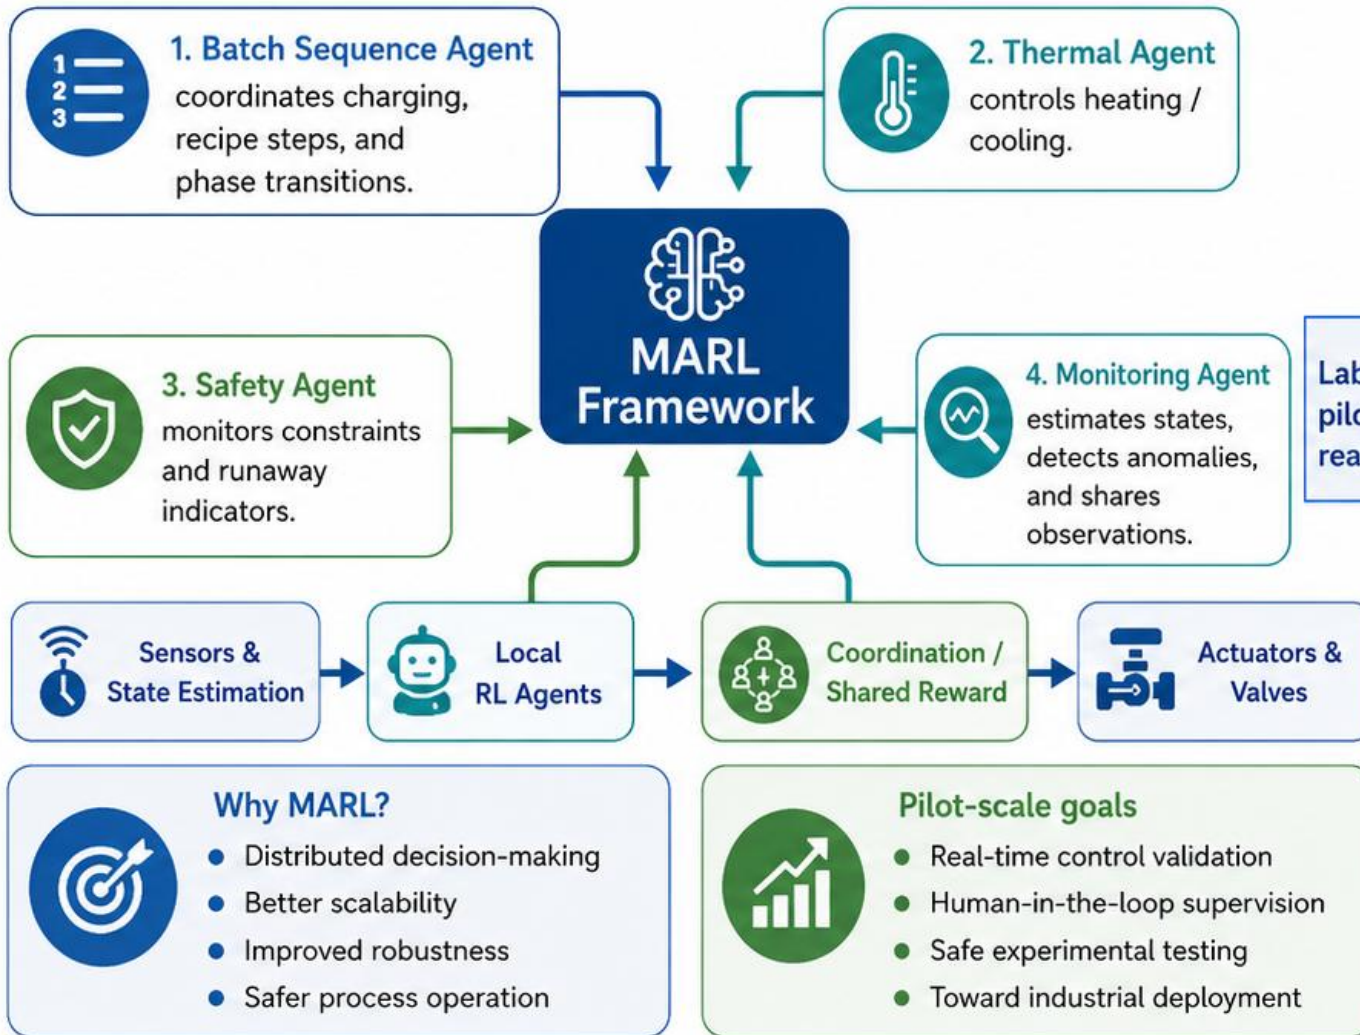 1. Batch Sequence Agent
coordinates charging,
recipe steps, and
phase transitions.
1
2
3
2. Thermal Agent
controls heating /
cooling.
MARL
Framework
3. Safety Agent
monitors constraints
and runaway
indicators.
4. Monitoring Agent
estimates states,
detects anomalies,
and shares
observations.
Sensors &
State Estimation
Local
RL Agents
Coordination /
Shared Reward
Actuators &
Valves
Why MARL?
• Distributed decision-making
• Better scalability
• Improved robustness
• Safer process operation
Pilot-scale goals
• Real-time control validation
• Human-in-the-loop supervision
• Safe experimental testing
• Toward industrial deployment